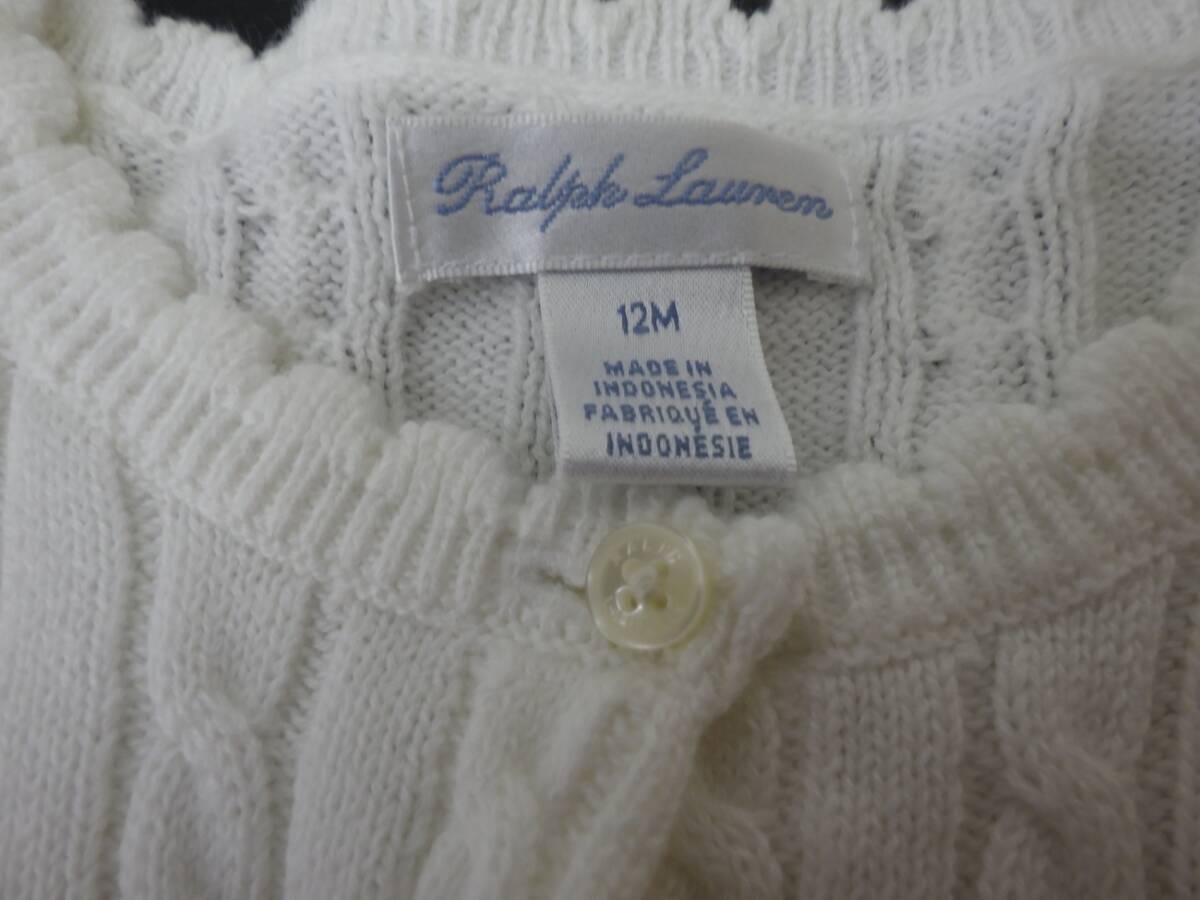 Ralph Lauren
12M
MADE IN
INDONESIA
FABRIQUÉ EN
INDONÉSIE